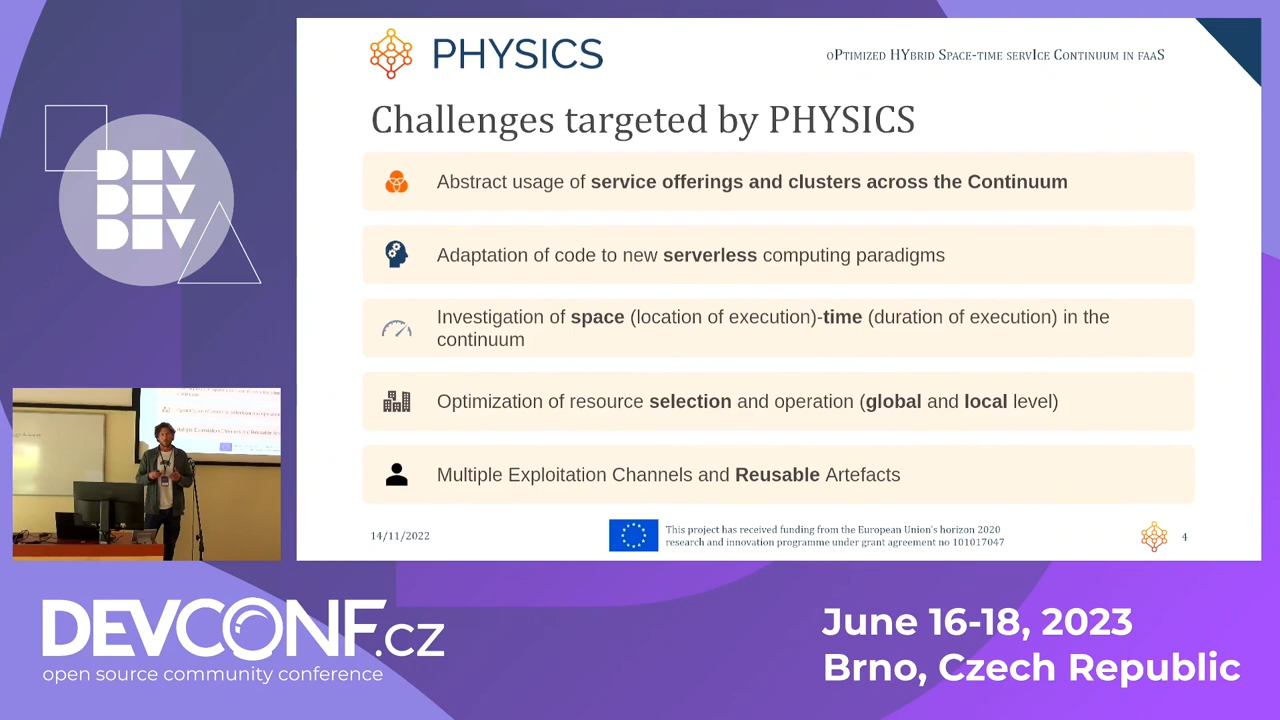 PHYSICS
oPTIMIZED HYBRID SPACE-TIME SERVICE CONTINUUM IN FAAS
Challenges targeted by PHYSICS
Abstract usage of service offerings and clusters across the Continuum
Adaptation of code to new serverless computing paradigms
Investigation of space (location of execution)-time (duration of execution) in the
continuum
Optimization of resource selection and operation (global and local level)
Multiple Exploitation Channels and Reusable Artefacts
14/11/2022
This project has received funding from the European Union's horizon 2020
research and innovation programme under grant agreement no 101017047
4
DEV
DEV
DEV
DEVCONF.cz
open source community conference
June 16-18, 2023
Brno, Czech Republic